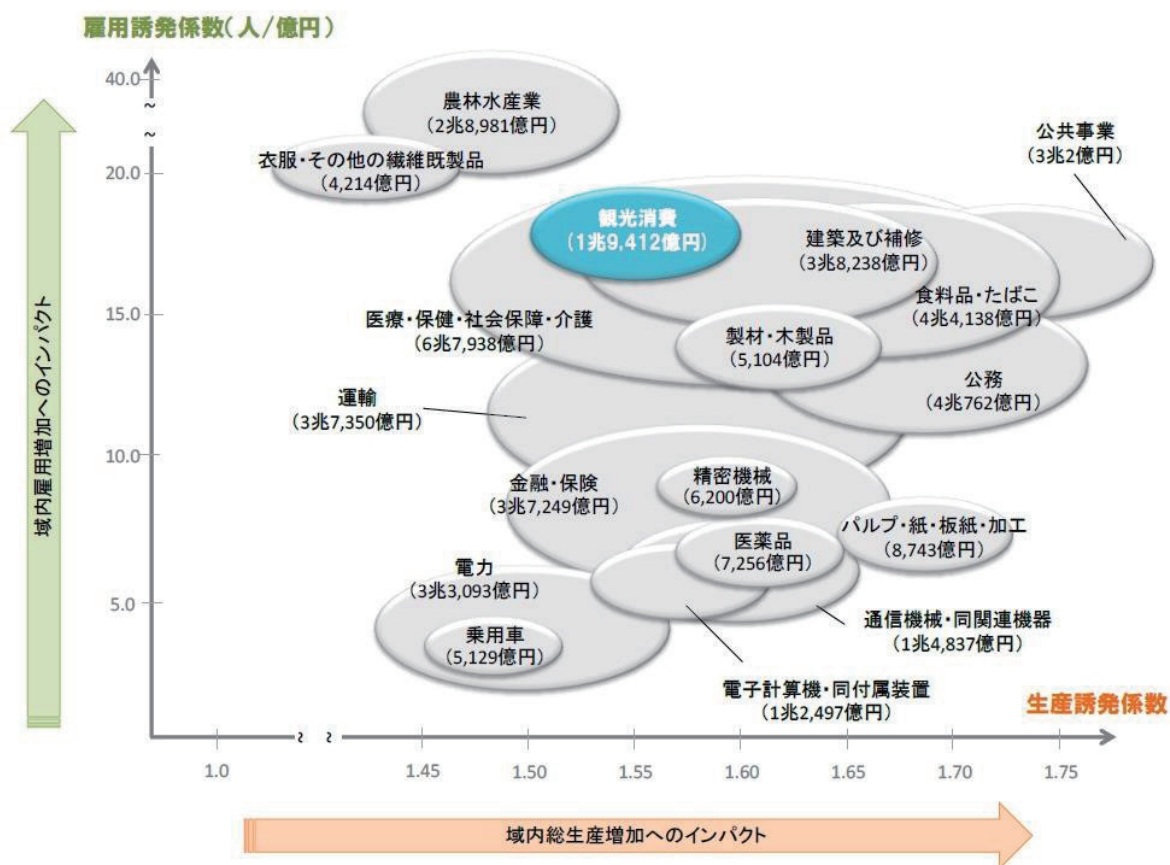 雇用誘発係数(人/億円)
40.0
~
~
20.0
15.0
10.0
5.0
域内雇用増加へのインパクト
農林水産業
(2兆8,981億円)
衣服・その他の繊維既製品
(4,214億円)
公共事業
(3兆2億円)
観光消費
(1兆9,412億円)
建築及び補修
(3兆8,238億円)
食料品・たばこ
(4兆4,138億円)
医療・保健・社会保障・介護
(6兆7,938億円)
製材・木製品
(5,104億円)
公務
(4兆762億円)
運輸
(3兆7,350億円)
金融・保険
(3兆7,249億円)
精密機械
(6,200億円)
パルプ・紙・板紙・加工
(8,743億円)
医薬品
(7,256億円)
電力
(3兆3,093億円)
乗用車
(5,129億円)
通信機械・同関連機器
(1兆4,837億円)
電子計算機・同付属装置
(1兆2,497億円)
生産誘発係数
1.0
~ ~
1.45
1.50
1.55
1.60
1.65
1.70
1.75
域内総生産増加へのインパクト